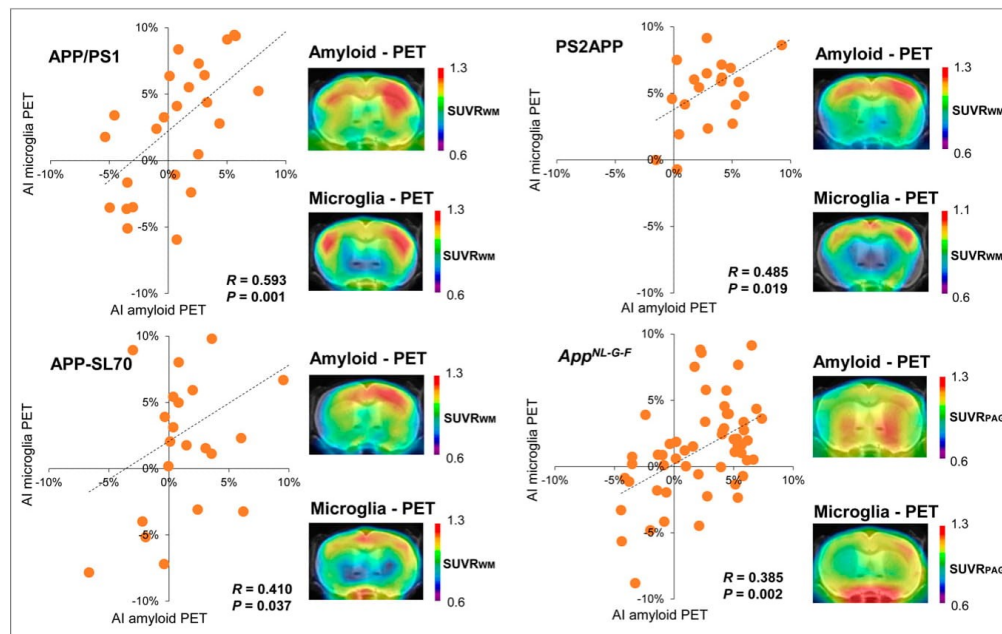 APP/PS1
AI microglia PET
10%
5%
0%
-5%
-10%
-10%
-5%
0%
5%
10%
R = 0.593
P = 0.001
AI amyloid PET
Amyloid - PET
1.3
SUVRWM
0.6
Microglia - PET
1.3
SUVRWM
0.6
PS2APP
AI microglia PET
10%
5%
0%
-5%
-10%
-10%
-5%
0%
5%
10%
R = 0.485
P = 0.019
AI amyloid PET
Amyloid - PET
1.3
SUVRWM
0.6
Microglia - PET
1.1
SUVRWM
0.6
APP-SL70
AI microglia PET
10%
5%
0%
-5%
-10%
-10%
-5%
0%
5%
10%
R = 0.410
P = 0.037
AI amyloid PET
Amyloid - PET
1.3
SUVRWM
0.6
Microglia - PET
1.3
SUVRWM
0.6
AppNL-G-F
AI microglia PET
10%
5%
0%
-5%
-10%
-10%
-5%
0%
5%
10%
R = 0.385
P = 0.002
AI amyloid PET
Amyloid - PET
1.3
SUVRPAG
0.6
Microglia - PET
1.3
SUVRPAG
0.6